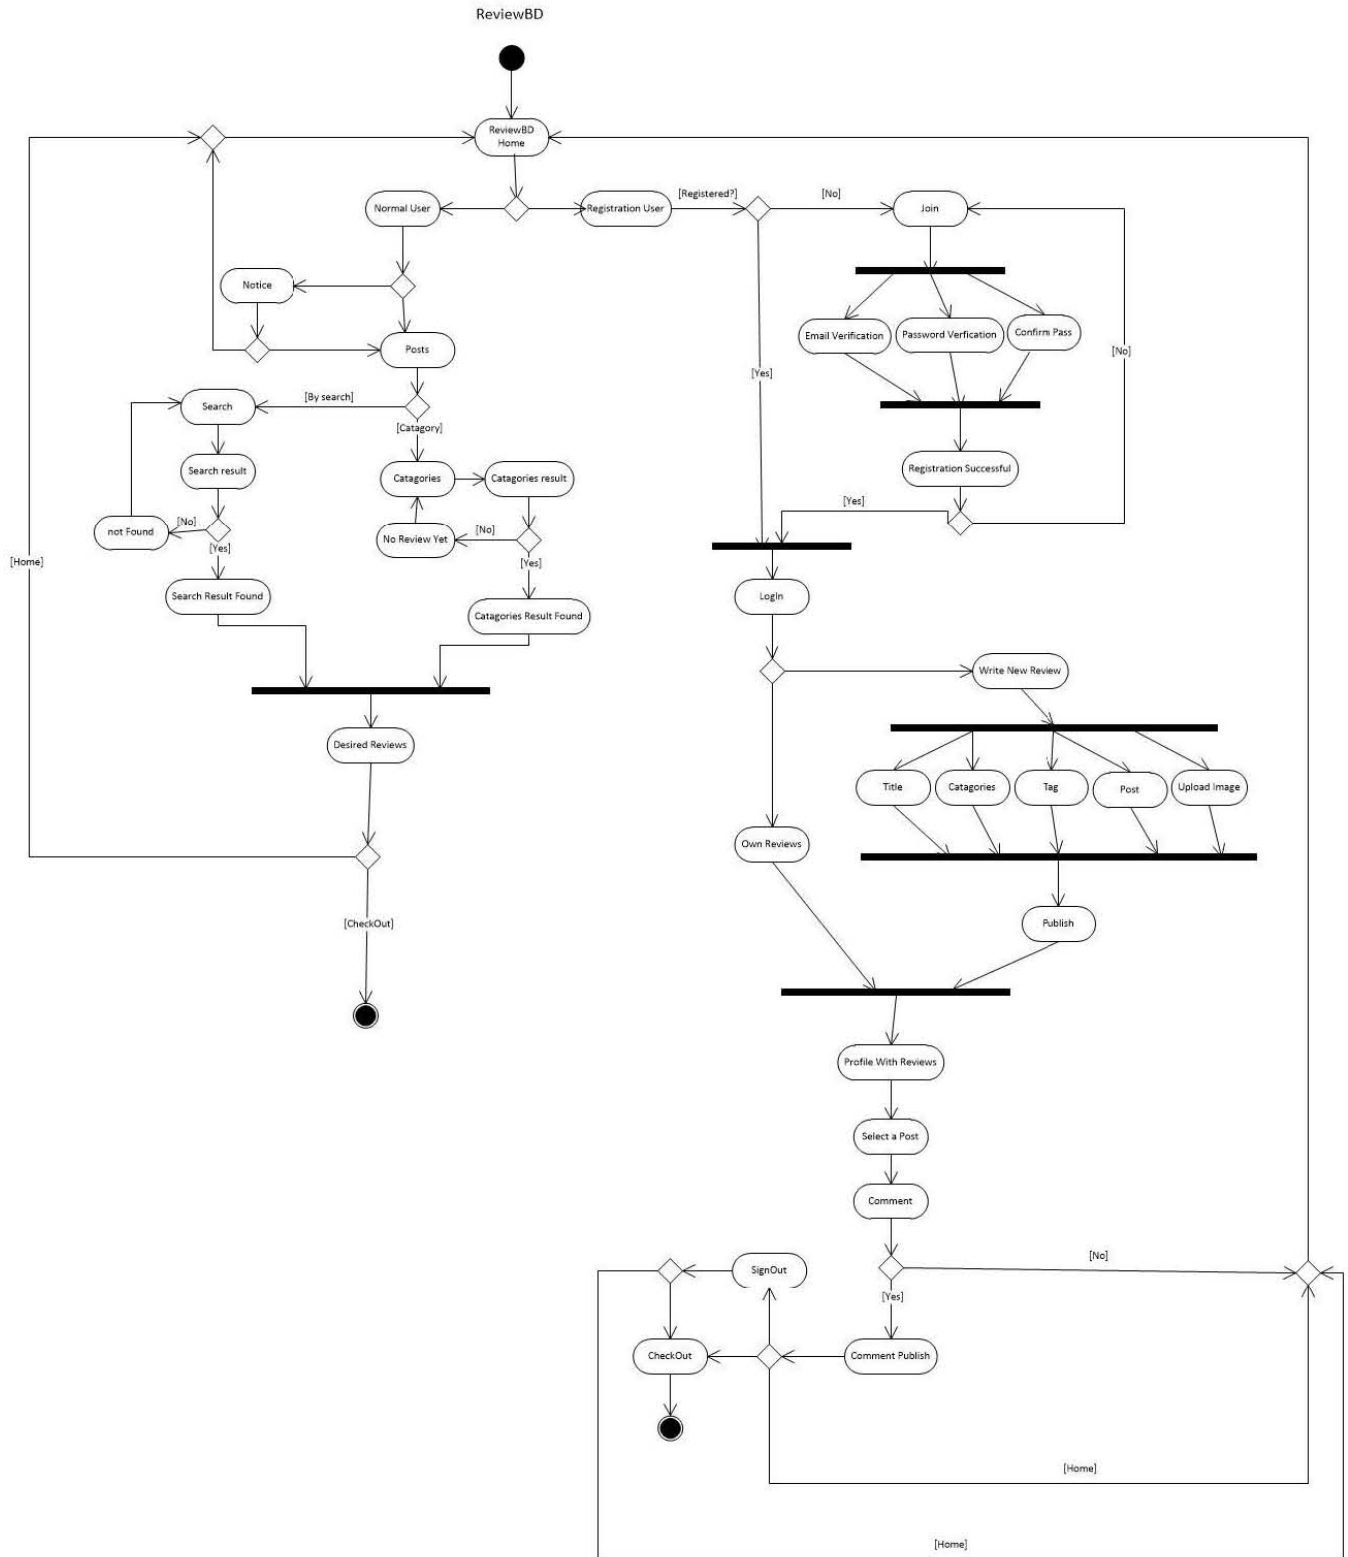 ReviewBD
ReviewBD
Home
Normal User
Registration User
[Registered?]
[No]
Join
Notice
Posts
Email Verification
Password Verfication
Confirm Pass
[No]
[Yes]
[By search]
Search
[Catagory]
Search result
Catagories
Catagories result
Registration Successful
[Yes]
not Found
[No]
[Yes]
No Review Yet
[No]
[Yes]
[Home]
Search Result Found
Catagories Result Found
LogIn
Write New Review
Desired Reviews
Title
Catagories
Tag
Post
Upload Image
Own Reviews
[CheckOut]
Publish
Profile With Reviews
Select a Post
Comment
[No]
SignOut
[Yes]
CheckOut
Comment Publish
[Home]
[Home]